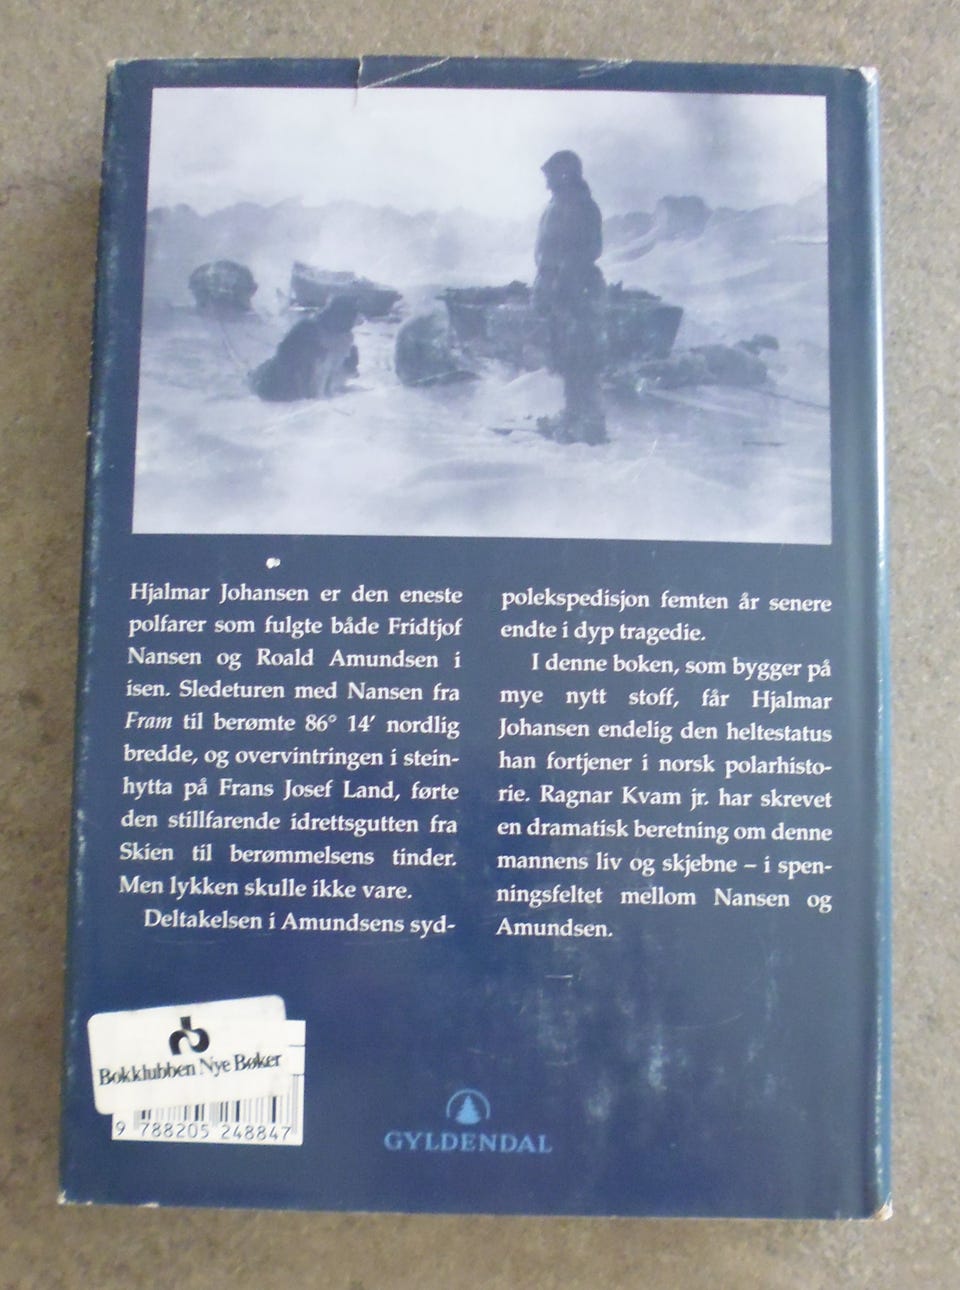 Hjalmar Johansen er den eneste
polfarer som fulgte både Fridtjof
Nansen og Roald Amundsen i
isen. Sledeturen med Nansen fra
Fram til berømte 86° 14′ nordlig
bredde, og overvintringen i stein-
hytta på Frans Josef Land, førte
den stillfarende idrettsgutten fra
Skien til berømmelsens tinder.
Men lykken skulle ikke vare.
Deltakelsen i Amundsens syd-
polekspedisjon femten år senere
endte i dyp tragedie.
I denne boken, som bygger på
mye nytt stoff, får Hjalmar
Johansen endelig den heltestatus
han fortjener i norsk polarhisto-
rie. Ragnar Kvam jr. har skrevet
en dramatisk beretning om denne
mannens liv og skjebne – i spen-
ningsfeltet mellom Nansen og
Amundsen.
Bokklubben Nye Bøker
9 788205 248847
GYLDENDAL